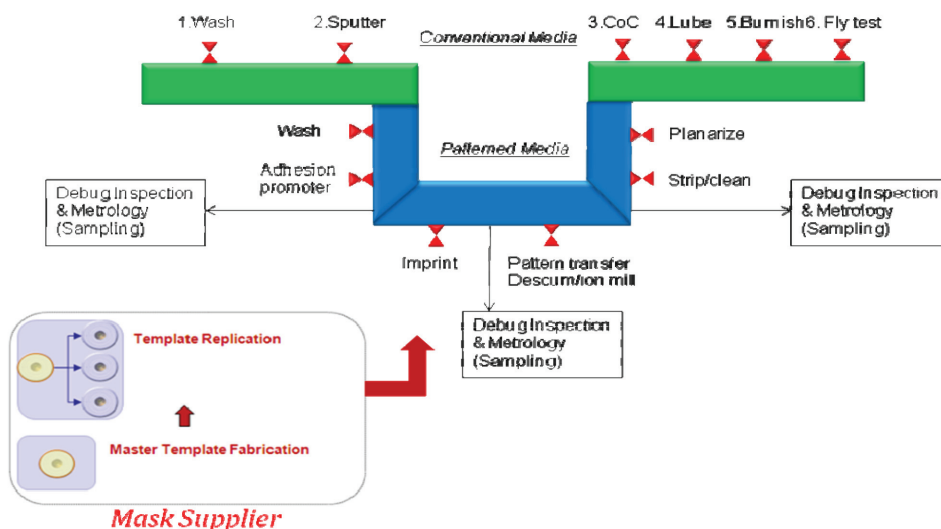 1.Wash
2.Sputter
Conventional Media
3.CoC
4.Lube
5.Burnish
6. Fly test
Wash
Patterned Media
Planarize
Adhesion
promoter
Strip/clean
Debug Inspection
& Metrology
(Sampling)
Debug Inspection
& Metrology
(Sampling)
Imprint
Pattern transfer
Descum/ion mill
Debug Inspection
& Metrology
(Sampling)
Template Replication
Master Template Fabrication
Mask Supplier